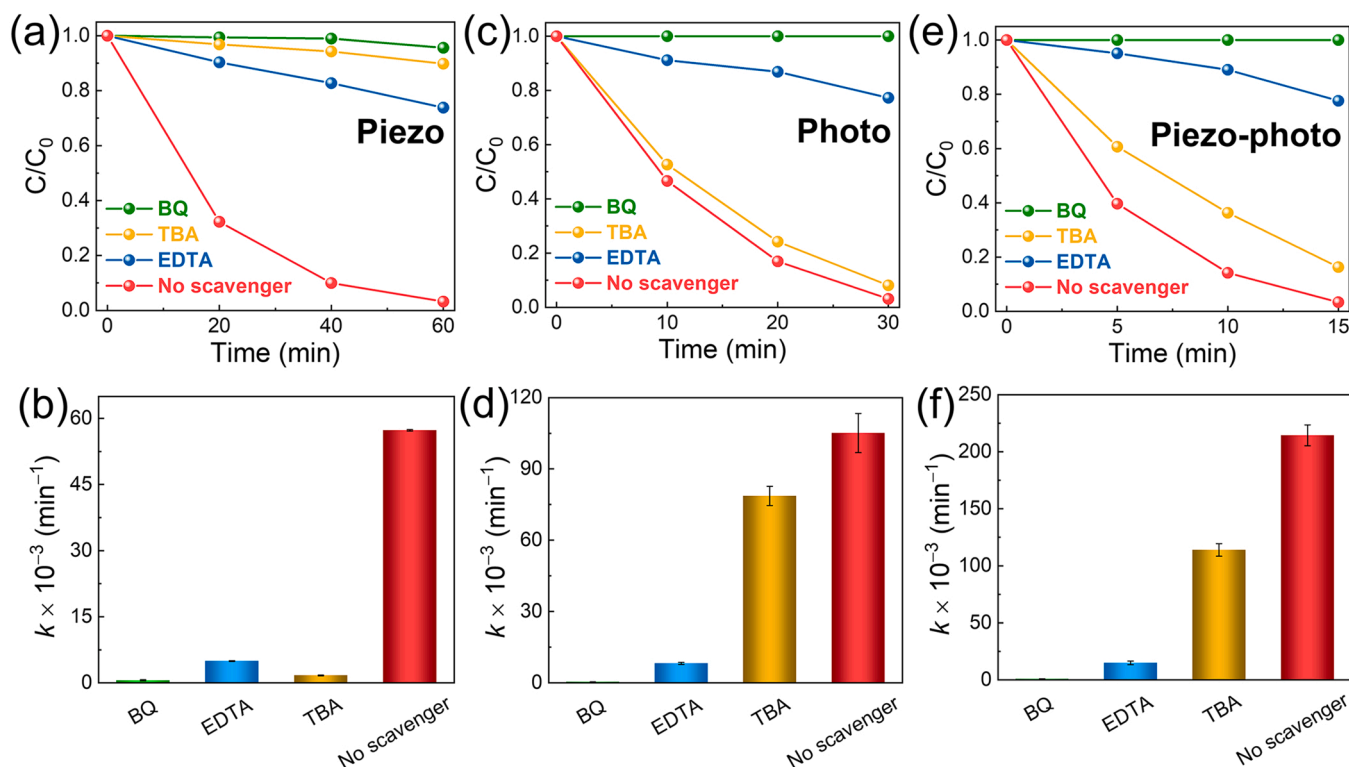 (a)
C/C0
1.0
0.8
0.6
0.4
0.2
0.0
Piezo
BQ
TBA
EDTA
No scavenger
0 20 40 60
Time (min)
(c)
C/C0
1.0
0.8
0.6
0.4
0.2
0.0
Photo
BQ
TBA
EDTA
No scavenger
0 10 20 30
Time (min)
(e)
C/C0
1.0
0.8
0.6
0.4
0.2
0.0
Piezo-photo
BQ
TBA
EDTA
No scavenger
0 5 10 15
Time (min)
(b)
k × 10⁻³ (min⁻¹)
60
45
30
15
0
BQ EDTA TBA No scavenger
(d)
k × 10⁻³ (min⁻¹)
120
90
60
30
0
BQ EDTA TBA No scavenger
(f)
k × 10⁻³ (min⁻¹)
250
200
150
100
50
0
BQ EDTA TBA No scavenger